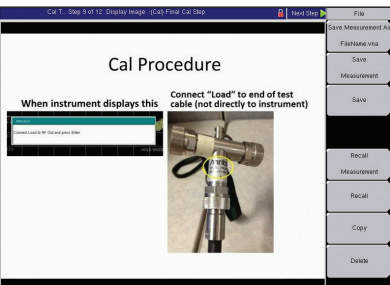 Cal T... Step 9 of 12 Display Image (Cal) Final Cal Step
Next Step
File
Save Measurement As
FileName.vna
Save
Measurement
Save
Recall
Measurement
Recall
Copy
Delete
Cal Procedure
When instrument displays this
Connect Load to RF Out and press Enter
Connect "Load" to end of test
cable (not directly to instrument)